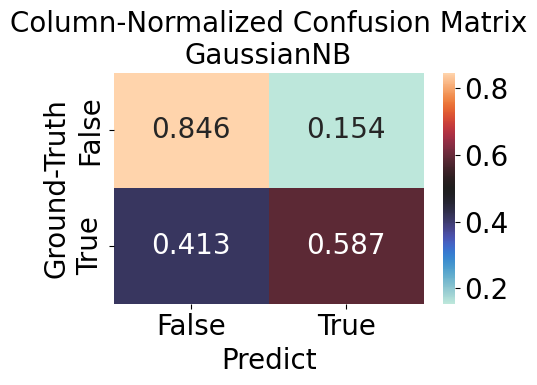 Column-Normalized Confusion Matrix
GaussianNB
Ground-Truth
False
True
0.846
0.154
0.413
0.587
False
True
Predict
0.8
0.6
0.4
0.2